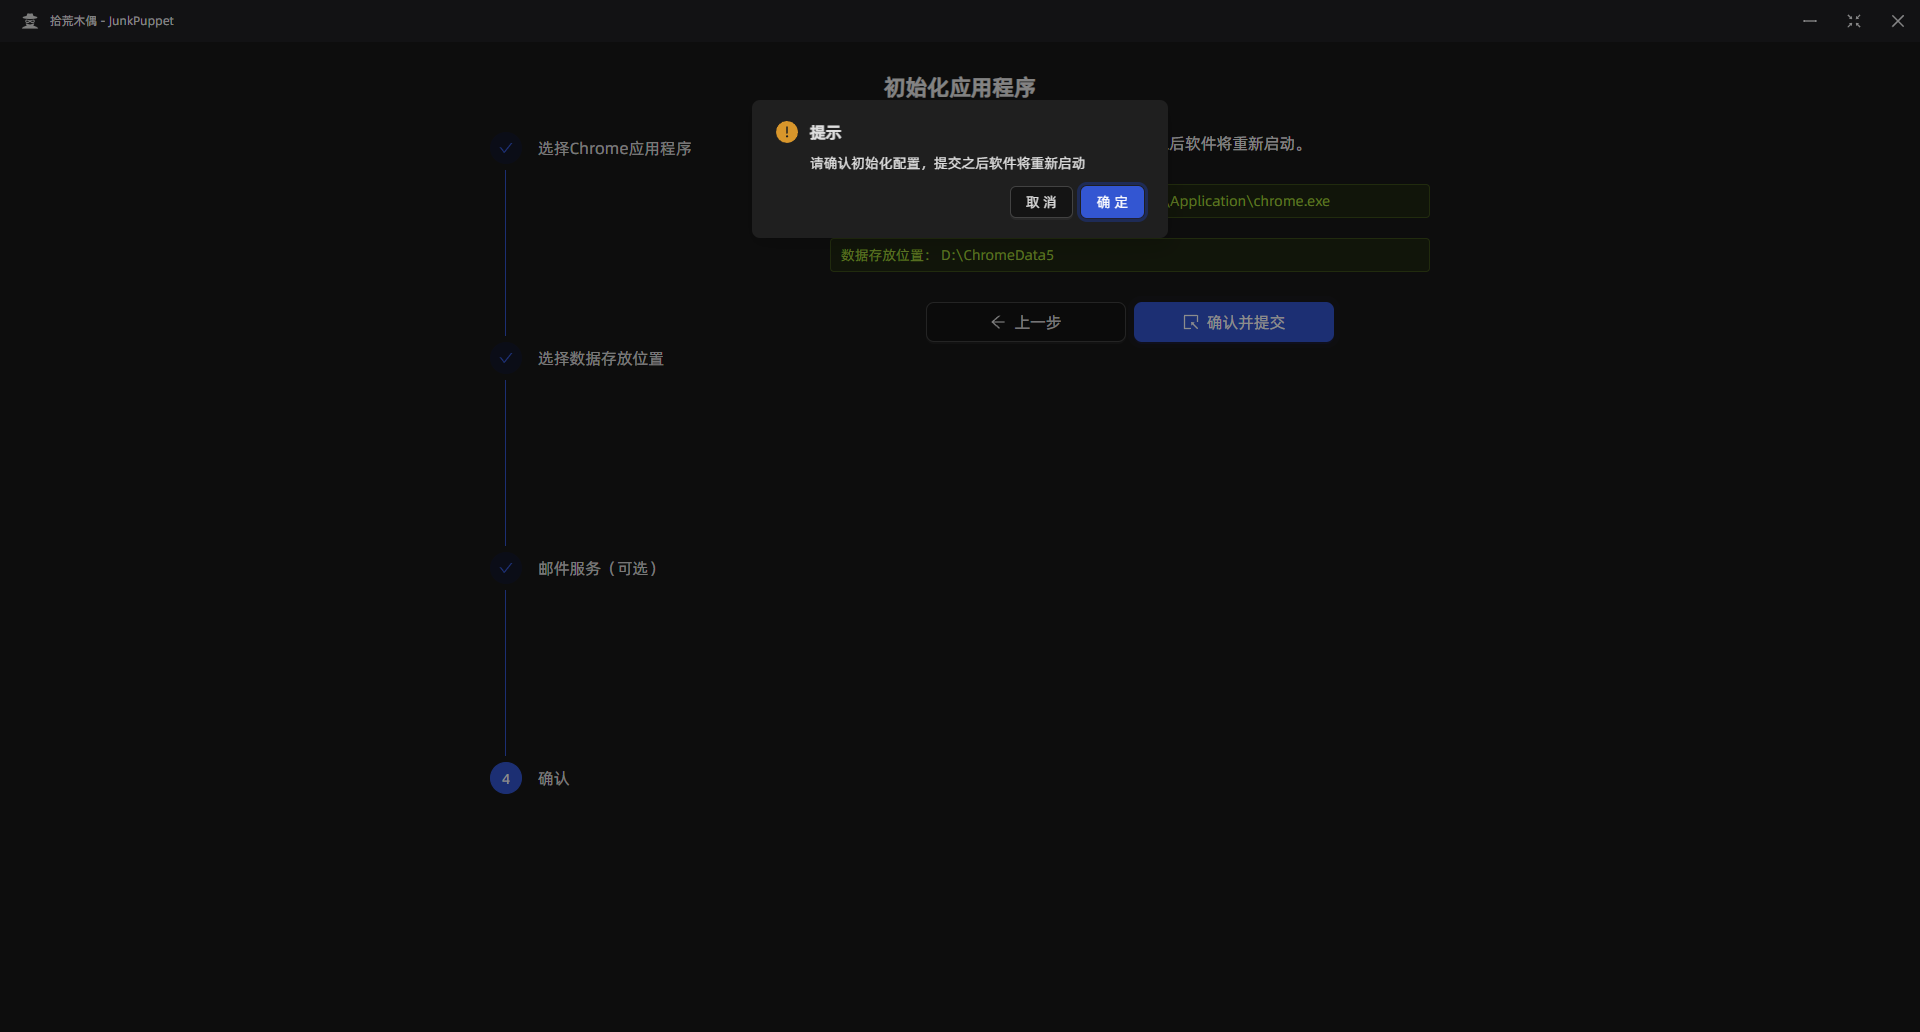 拾荒木偶 - JunkPuppet
初始化应用程序
提示
请确认初始化配置，提交之后软件将重新启动
取 消
确 定
选择Chrome应用程序
后软件将重新启动。
\Application\chrome.exe
数据存放位置： D:\ChromeData5
上一步
确认并提交
选择数据存放位置
邮件服务（可选）
4
确认